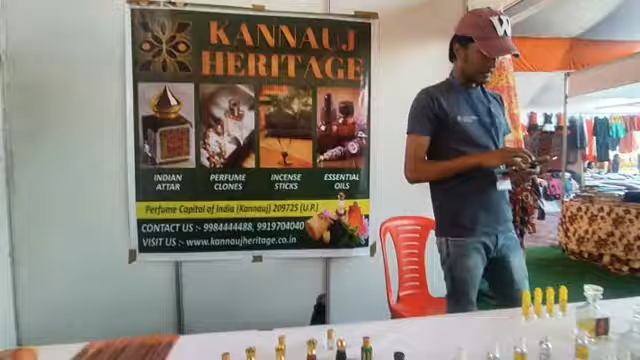 KANNAUJ
HERITAGE
INDIAN
ATTAR
PERFUME
CLONES
INCENSE
STICKS
ESSENTIAL
OILS
Perfume Capital of India (Kannauj) 209725 (U.P.)
CONTACT US :- 9984444488, 9919704040
VISIT US :- www.kannaujheritage.co.in
W